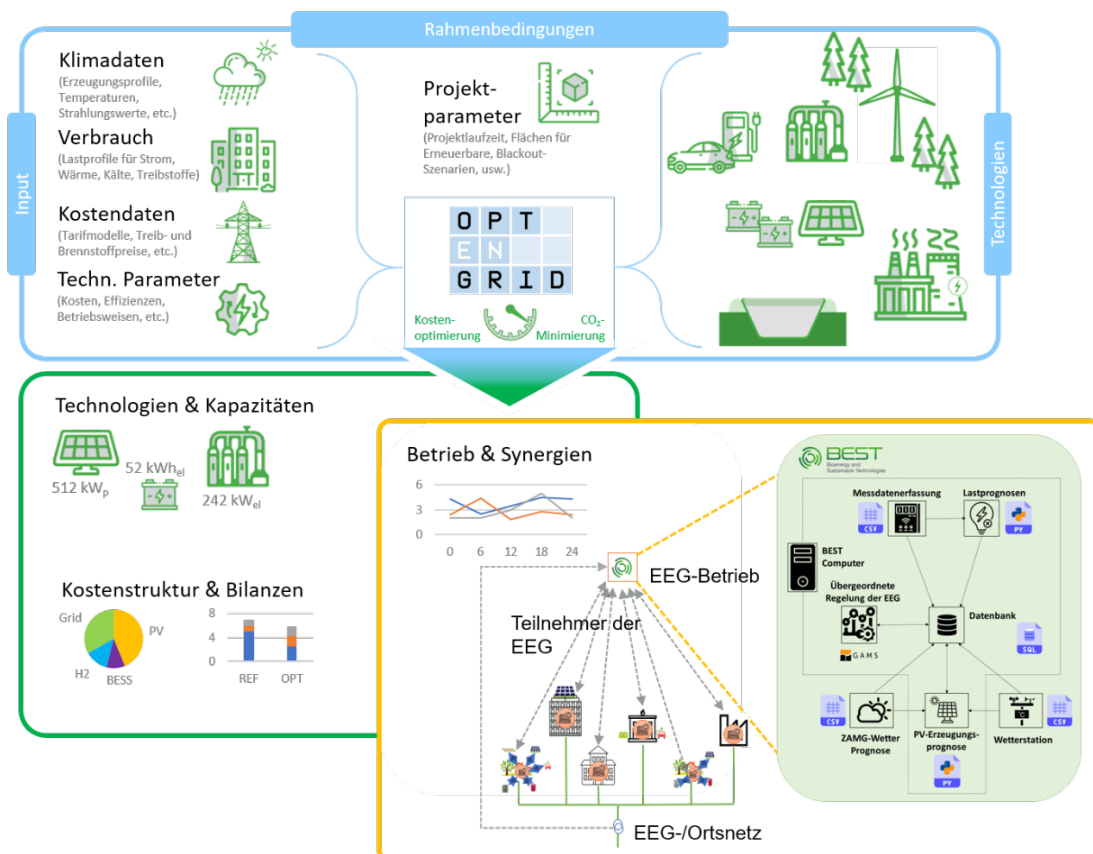 Rahmenbedingungen
Input
Klimadaten
(Erzeugungsprofile,
Temperaturen,
Strahlungswerte, etc.)
Verbrauch
(Lastprofile für Strom,
Wärme, Kälte, Treibstoffe)
Kostendaten
(Tarifmodelle, Treib- und
Brennstoffpreise, etc.)
Techn. Parameter
(Kosten, Effizienzen,
Betriebsweisen, etc.)
Projekt-
parameter
(Projektlaufzeit, Flächen für
Erneuerbare, Blackout-
Szenarien, usw.)
OPT
EN
GRID
Kosten-
optimierung
CO₂-
Minimierung
Technologien
Technologien & Kapazitäten
512 kWₚ
52 kWhₑₗ
242 kWₑₗ
Kostenstruktur & Bilanzen
Grid
PV
H2
BESS
8
4
0
REF OPT
Betrieb & Synergien
6
3
0
0 6 12 18 24
EEG-Betrieb
Teilnehmer der
EEG
EEG-/Ortsnetz
BEST
Bioenergy and
Sustainable Technologies
Messdatenerfassung
Lastprognosen
CSV
PY
BEST
Computer
Übergeordnete
Regelung der EEG
GAMS
Datenbank
SQL
CSV
CSV
ZAMG-Wetter
Prognose
PV-Erzeugungs-
prognose
Wetterstation
PY